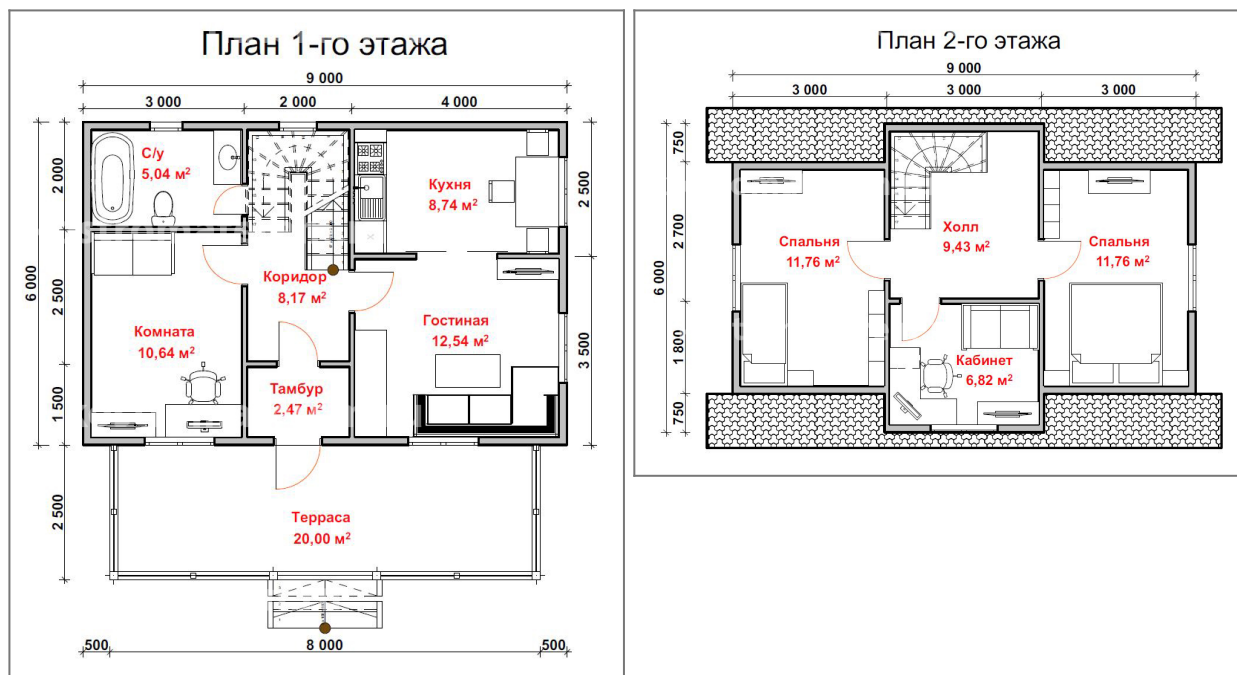 План 1-го этажа
9 000
3 000
2 000
4 000
6 000
2 000
2 500
1 500
2 500
2 500
3 500
С/у
5,04 м²
Кухня
8,74 м²
Коридор
8,17 м²
Комната
10,64 м²
Гостиная
12,54 м²
Тамбур
2,47 м²
Терраса
20,00 м²
500
8 000
500
План 2-го этажа
9 000
3 000
3 000
3 000
6 000
750
2 700
1 800
750
Спальня
11,76 м²
Холл
9,43 м²
Спальня
11,76 м²
Кабинет
6,82 м²